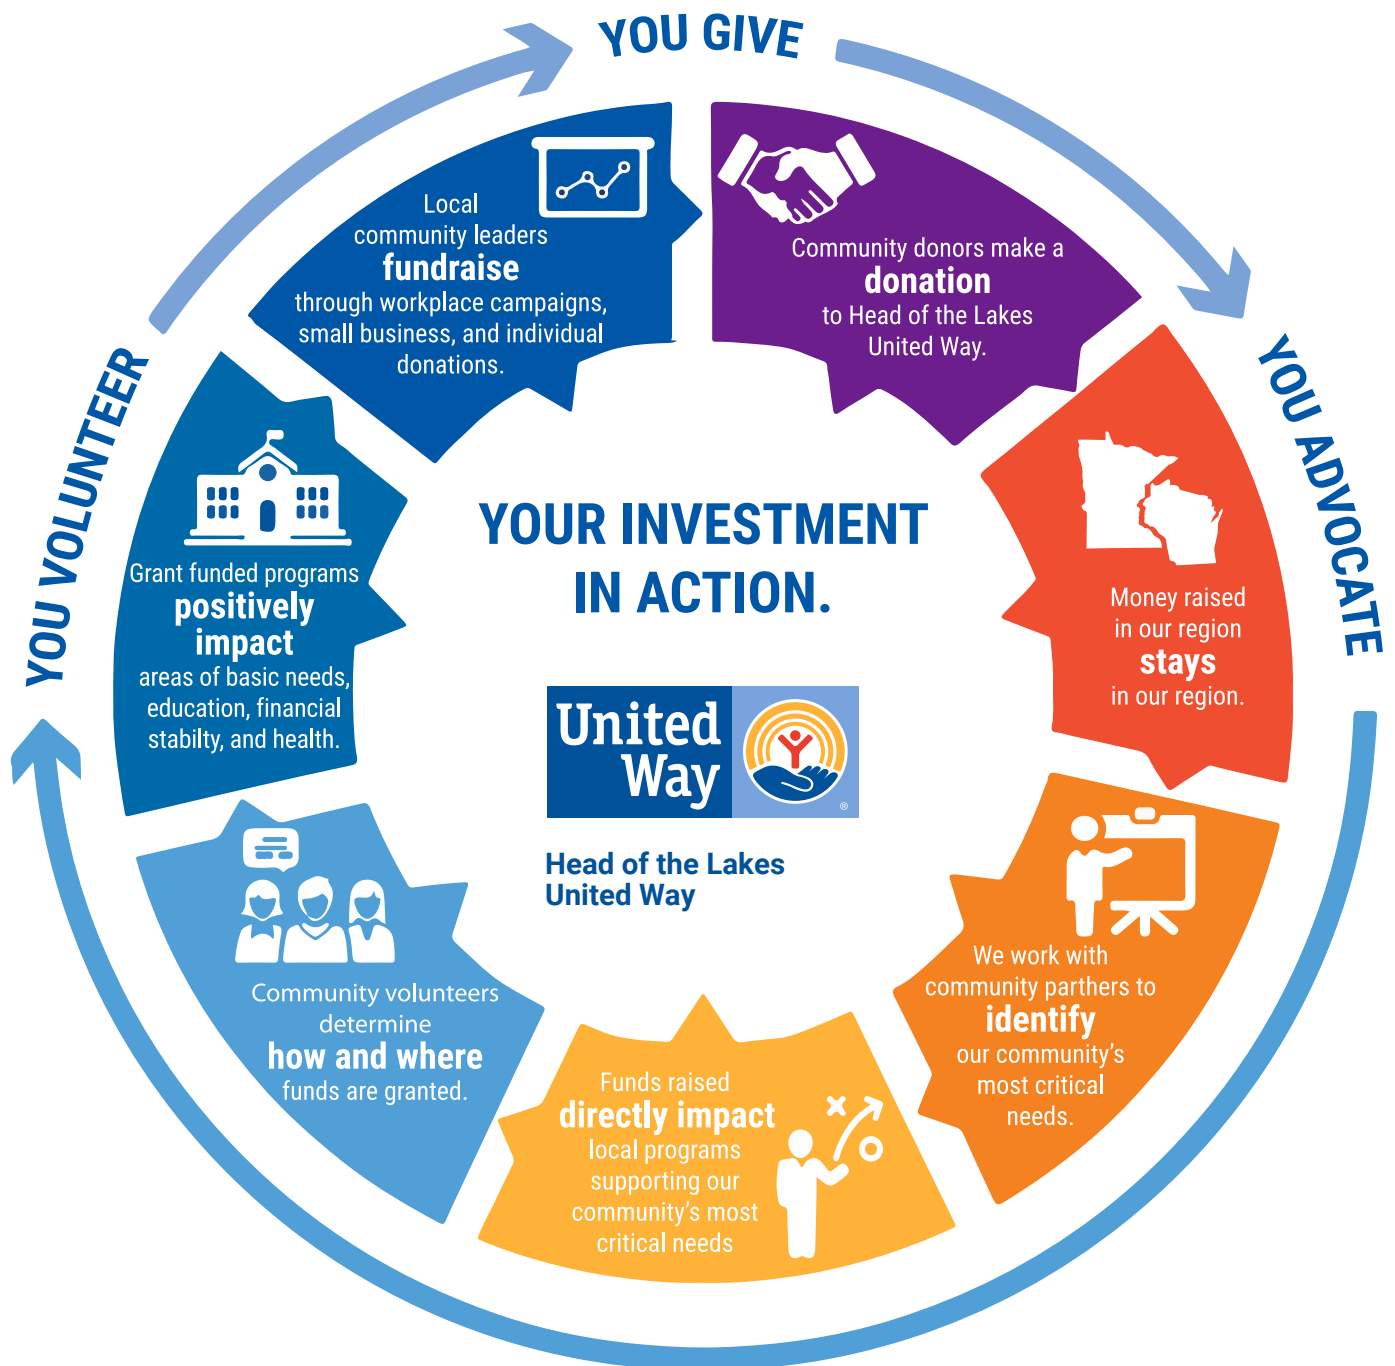 YOU GIVE
YOU ADVOCATE
YOU VOLUNTEER
Local
community leaders
fundraise
through workplace campaigns,
small business, and individual
donations.
Community donors make a
donation
to Head of the Lakes
United Way.
Money raised
in our region
stays
in our region.
We work with
community parthers to
identify
our community's
most critical
needs.
Funds raised
directly impact
local programs
supporting our
community's most
critical needs
Community volunteers
determine
how and where
funds are granted.
Grant funded programs
positively
impact
areas of basic needs,
education, financial
stabilty, and health.
YOUR INVESTMENT
IN ACTION.
United
Way
®
Head of the Lakes
United Way